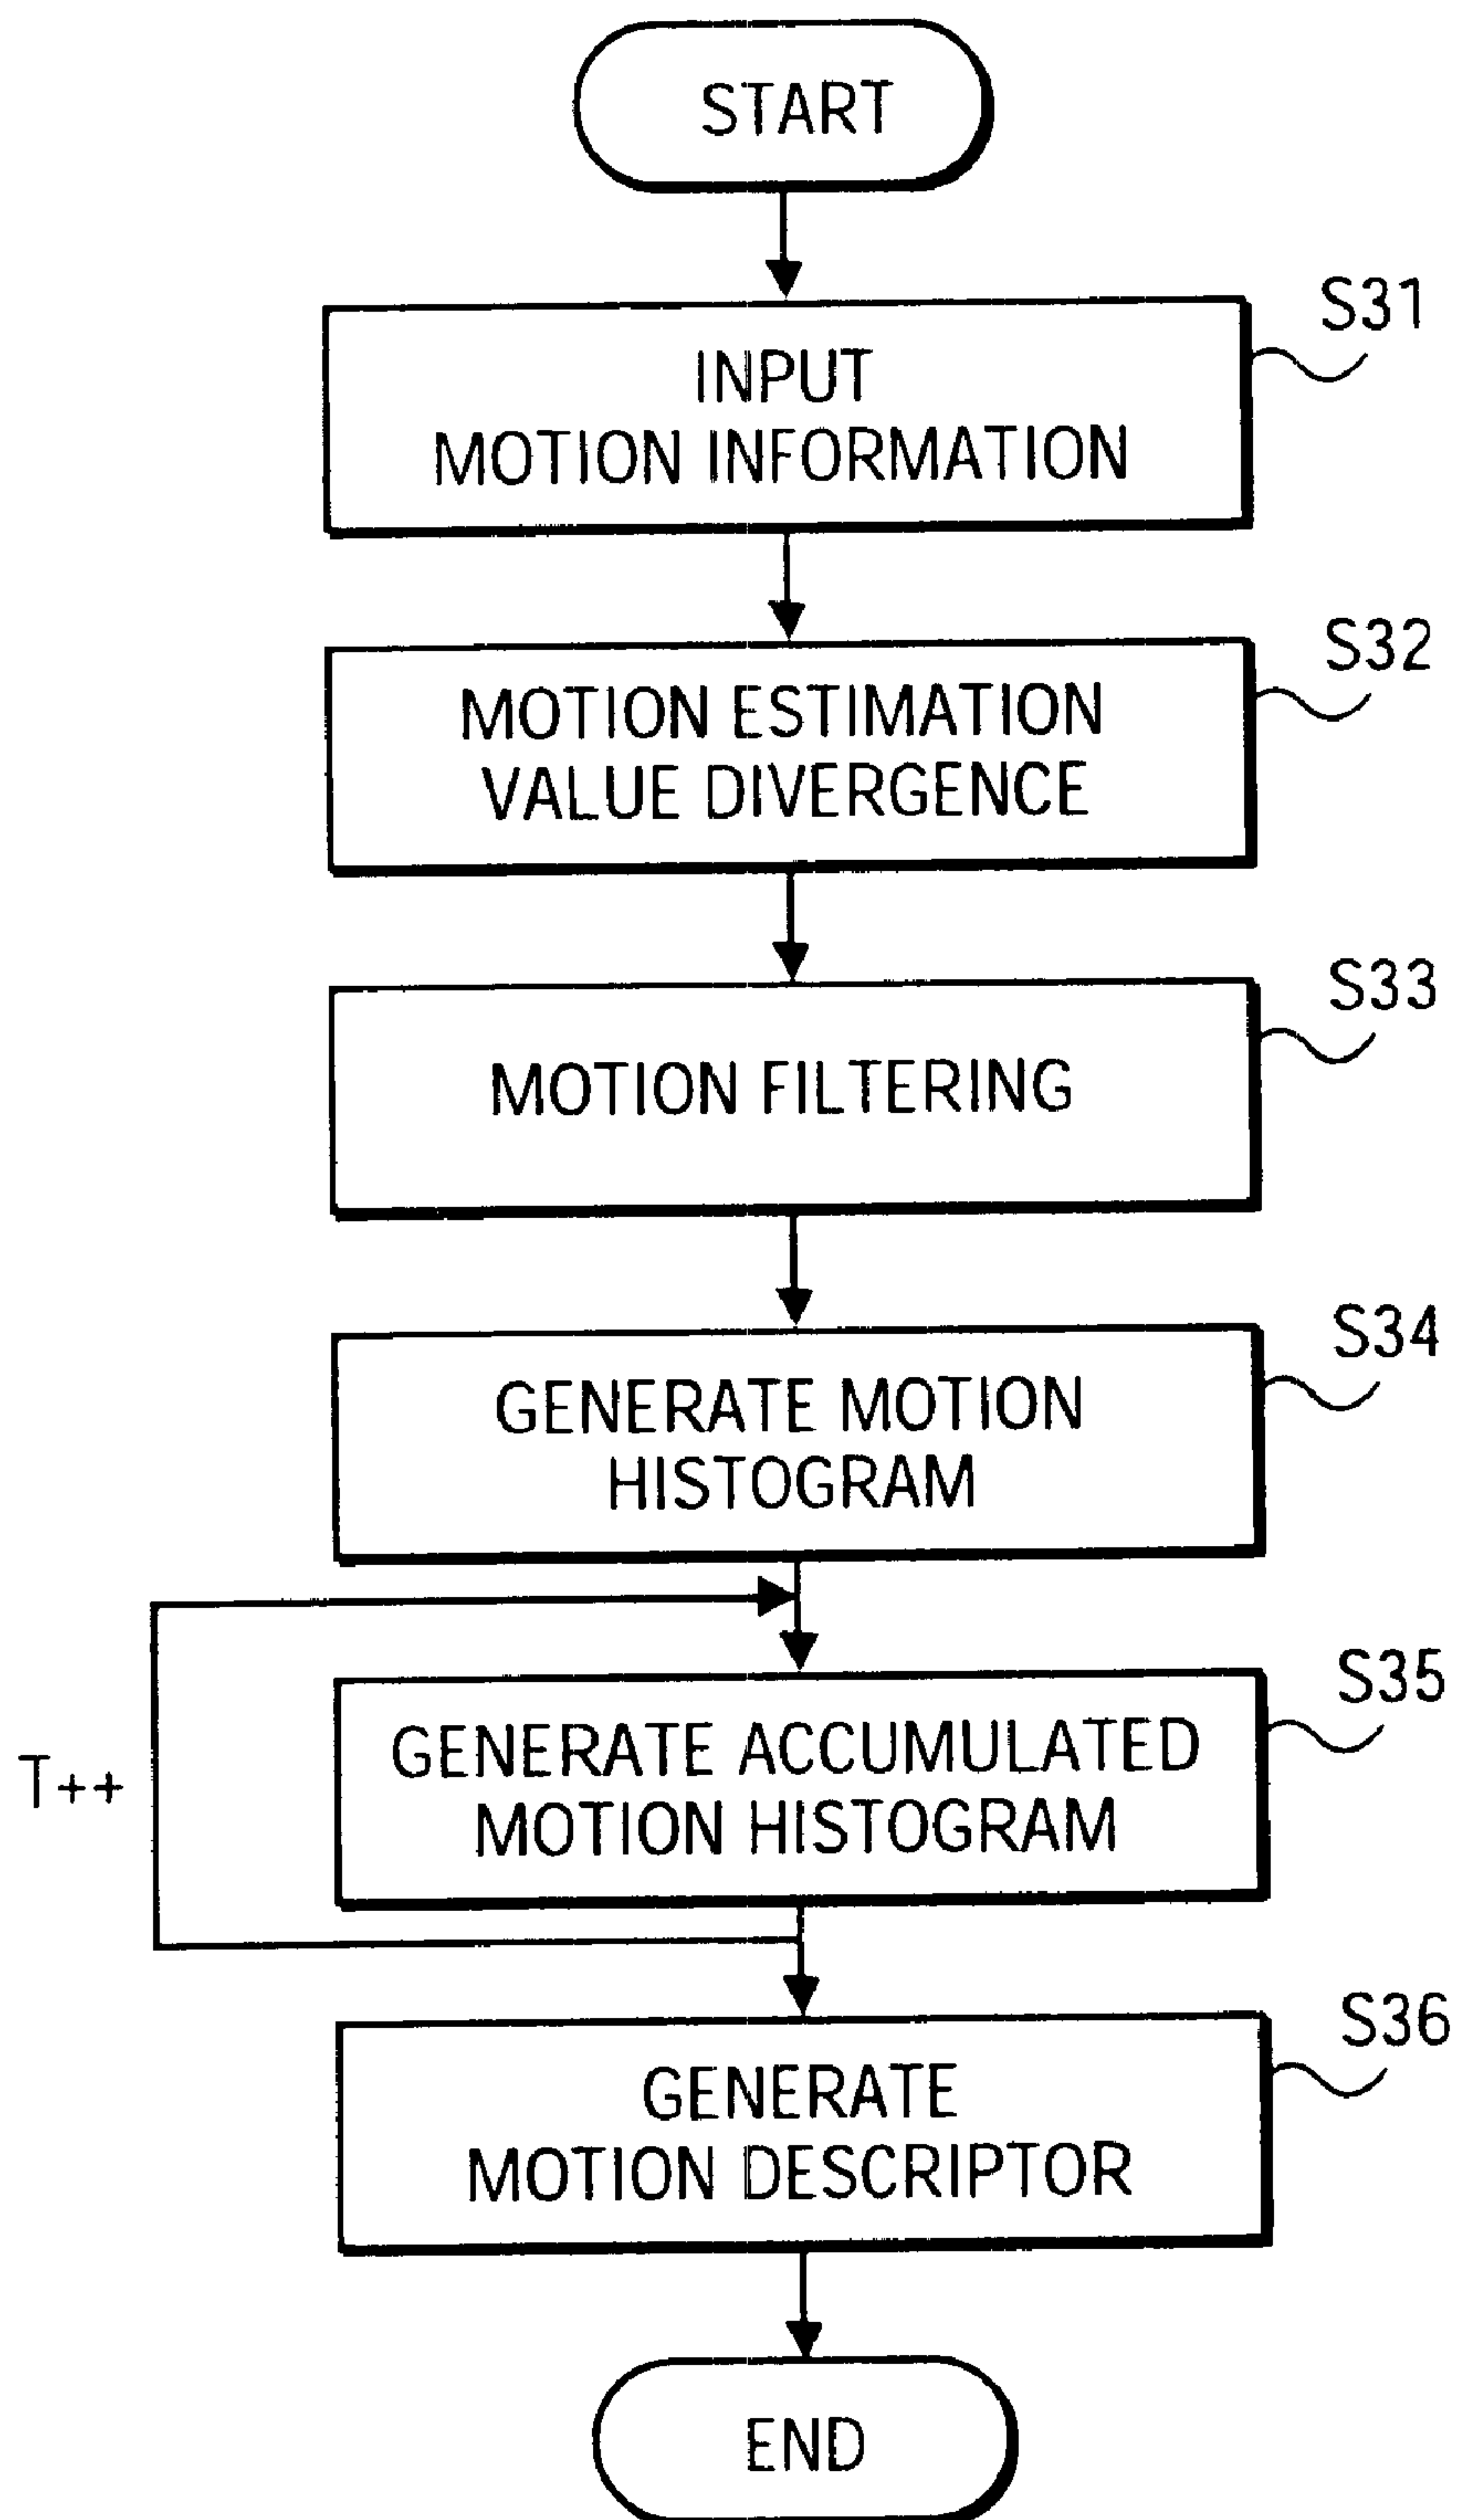 START
S31
INPUT
MOTION INFORMATION
S32
MOTION ESTIMATION
VALUE DIVERGENCE
S33
MOTION FILTERING
S34
GENERATE MOTION
HISTOGRAM
S35
GENERATE ACCUMULATED
MOTION HISTOGRAM
T++
S36
GENERATE
MOTION DESCRIPTOR
END